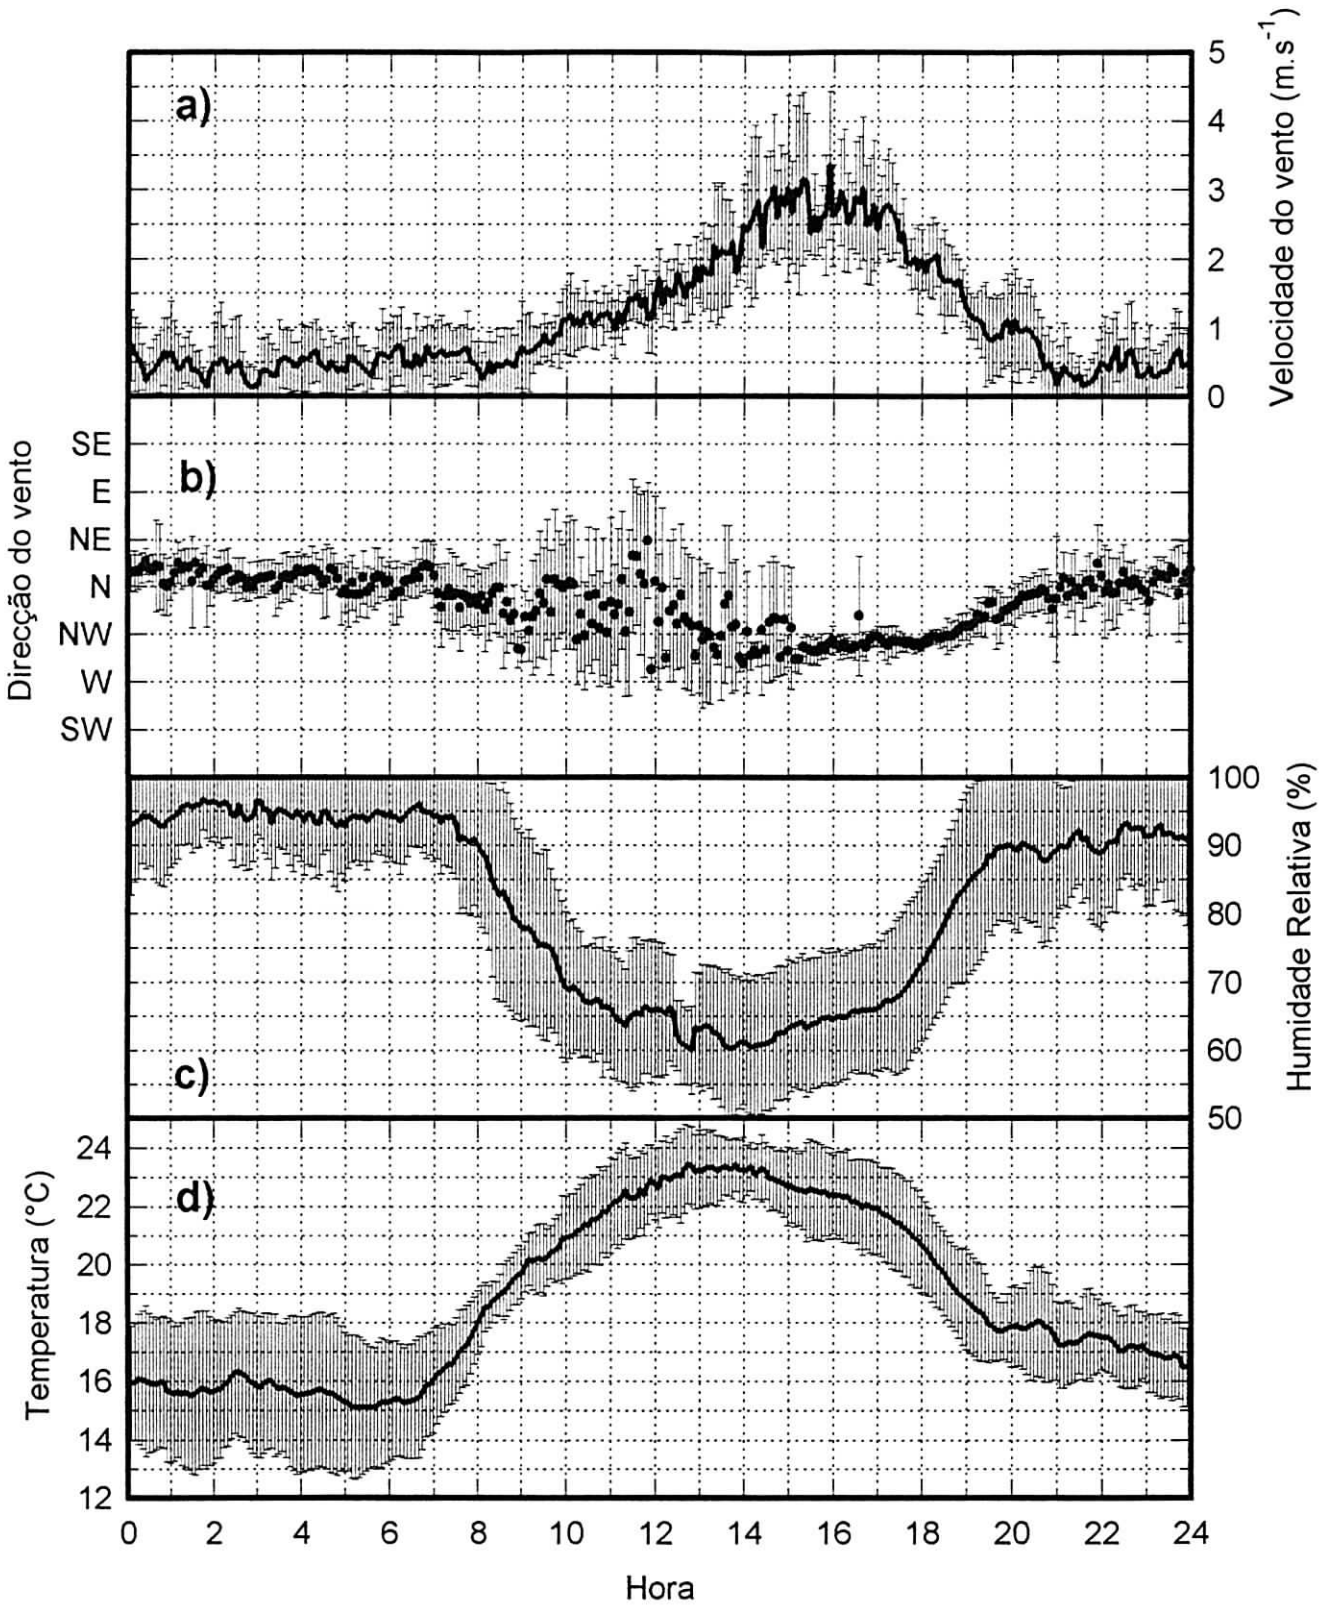 a)
5
4
3
2
1
0
Velocidade do vento (m.s⁻¹)
b)
SE
E
NE
N
NW
W
SW
Direcção do vento
c)
100
90
80
70
60
50
Humidade Relativa (%)
d)
24
22
20
18
16
14
12
Temperatura (°C)
0 2 4 6 8 10 12 14 16 18 20 22 24
Hora